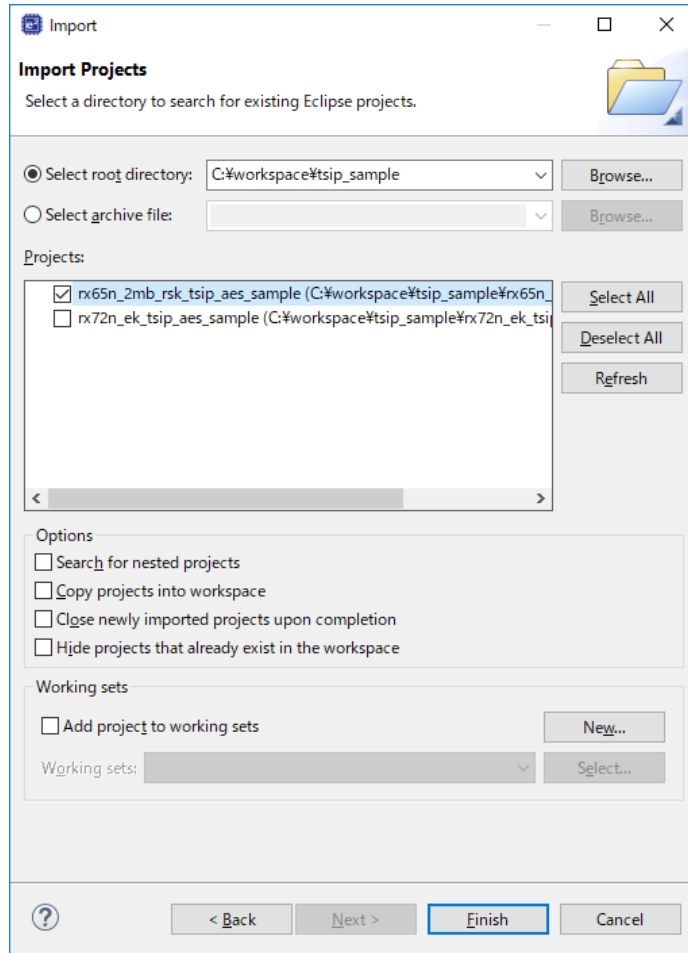 Import
Import Projects
Select a directory to search for existing Eclipse projects.
Select root directory: C:¥workspace¥tsip_sample Browse...
Select archive file: Browse...
Projects:
rx65n_2mb_rsk_tsip_aes_sample (C:¥workspace¥tsip_sample¥rx65n_
rx72n_ek_tsip_aes_sample (C:¥workspace¥tsip_sample¥rx72n_ek_tsip
Select All
Deselect All
Refresh
Options
Search for nested projects
Copy projects into workspace
Close newly imported projects upon completion
Hide projects that already exist in the workspace
Working sets
Add project to working sets New...
Working sets: Select...
? < Back Next > Finish Cancel